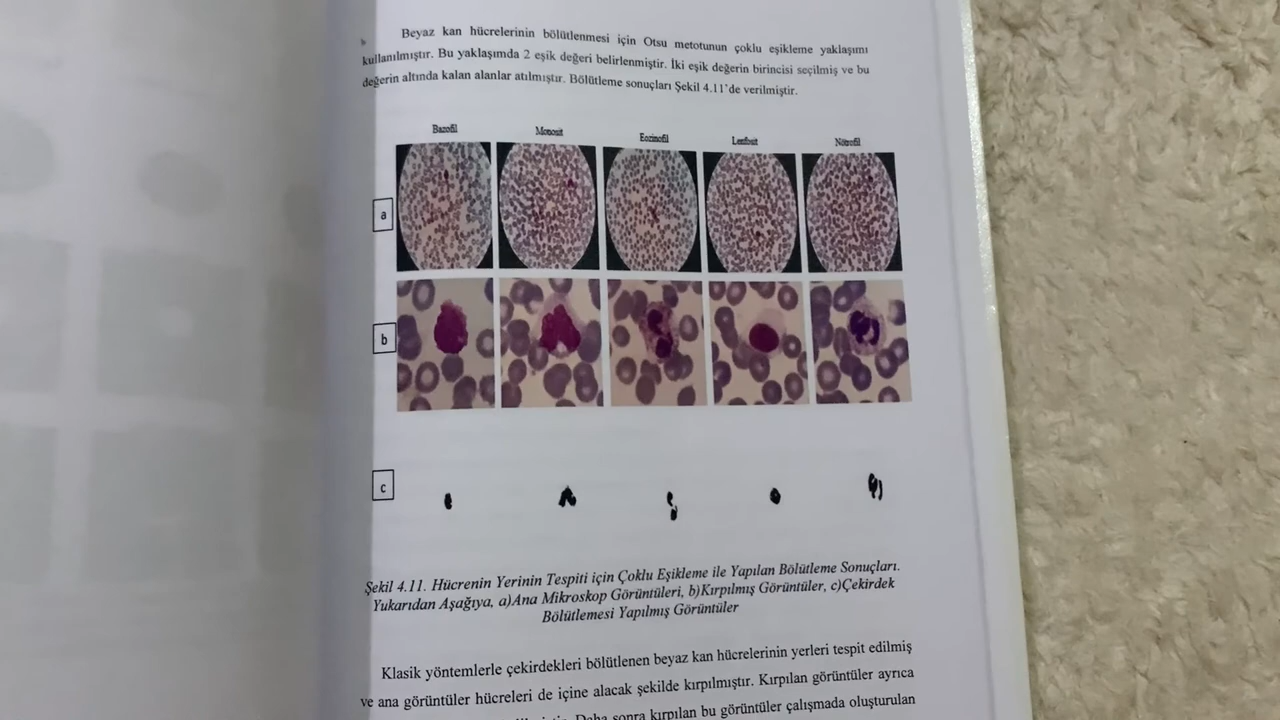 Beyaz kan hücrelerinin bölütlenmesi için Otsu metotunun çoklu eşikleme yaklaşımı
kullanılmıştır. Bu yaklaşımda 2 eşik değeri belirlenmiştir. İki eşik değerin birincisi seçilmiş ve bu
değerin altında kalan alanlar atılmıştır. Bölütleme sonuçları Şekil 4.11'de verilmiştir.
Bazofil Monosit Eozinofil Lenfosit Nötrofil
a
b
c
Şekil 4.11. Hücrenin Yerinin Tespiti için Çoklu Eşikleme ile Yapılan Bölütleme Sonuçları.
Yukarıdan Aşağıya, a)Ana Mikroskop Görüntüleri, b)Kırpılmış Görüntüler, c)Çekirdek
Bölütlemesi Yapılmış Görüntüler
Klasik yöntemlerle çekirdekleri bölütlenen beyaz kan hücrelerinin yerleri tespit edilmiş
ve ana görüntüler hücreleri de içine alacak şekilde kırpılmıştır. Kırpılan görüntüler ayrıca
Daha sonra kırpılan bu görüntüler çalışmada oluşturulan